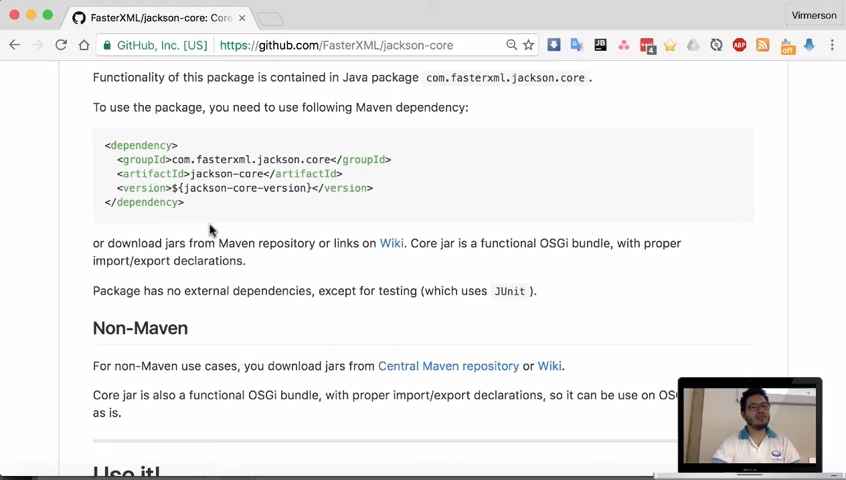 FasterXML/jackson-core: Core
Virmerson
GitHub, Inc. [US] https://github.com/FasterXML/jackson-core
Functionality of this package is contained in Java package com.fasterxml.jackson.core .
To use the package, you need to use following Maven dependency:
<dependency>
<groupId>com.fasterxml.jackson.core</groupId>
<artifactId>jackson-core</artifactId>
<version>${jackson-core-version}</version>
</dependency>
or download jars from Maven repository or links on Wiki. Core jar is a functional OSGi bundle, with proper
import/export declarations.
Package has no external dependencies, except for testing (which uses JUnit ).
Non-Maven
For non-Maven use cases, you download jars from Central Maven repository or Wiki.
Core jar is also a functional OSGi bundle, with proper import/export declarations, so it can be use on OSG
as is.
Use it!